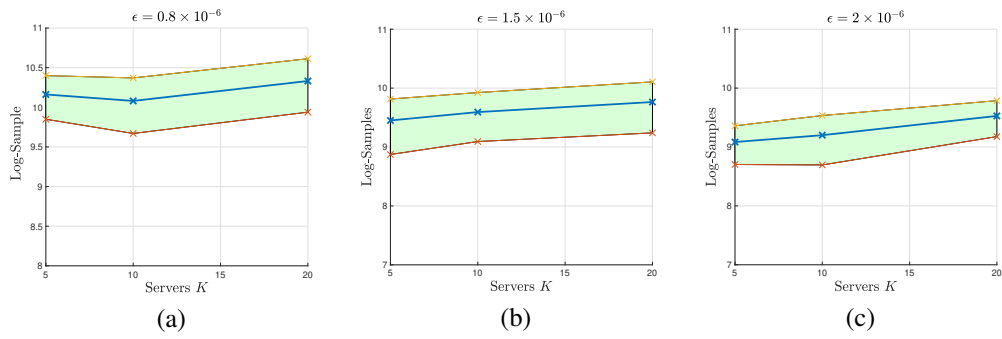 ϵ = 0.8 × 10⁻⁶
11
10.5
10
9.5
9
8.5
8
5
10
15
20
Log-Sample
Servers K
(a)
ϵ = 1.5 × 10⁻⁶
11
10
9
8
7
5
10
15
20
Log-Samples
Servers K
(b)
ϵ = 2 × 10⁻⁶
11
10
9
8
7
5
10
15
20
Log-Samples
Servers K
(c)